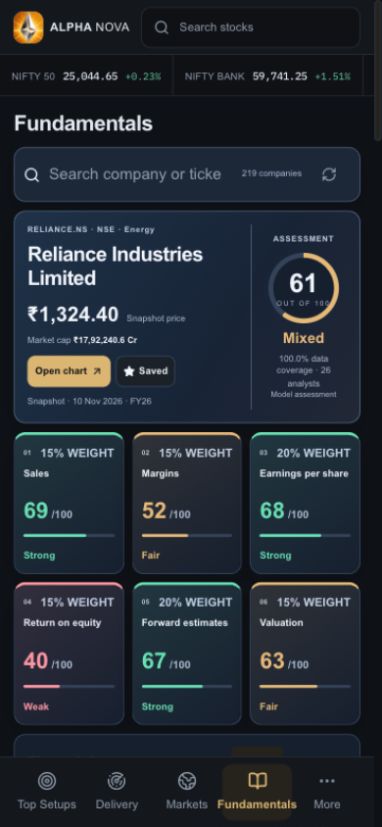 ALPHA NOVA
Search stocks
NIFTY 50 25,044.65 +0.23% NIFTY BANK 59,741.25 +1.51%
Fundamentals
Search company or ticke 219 companies
RELIANCE.NS · NSE · Energy
Reliance Industries
Limited
₹1,324.40 Snapshot price
Market cap ₹17,92,240.6 Cr
Open chart ↗ Saved
Snapshot · 10 Nov 2026 · FY26
ASSESSMENT
61
OUT OF 100
Mixed
100.0% data
coverage · 26
analysts
Model assessment
01 15% WEIGHT
Sales
69 /100
Strong
02 15% WEIGHT
Margins
52 /100
Fair
03 20% WEIGHT
Earnings per share
68 /100
Strong
04 15% WEIGHT
Return on equity
40 /100
Weak
05 20% WEIGHT
Forward estimates
67 /100
Strong
06 15% WEIGHT
Valuation
63 /100
Fair
Top Setups Delivery Markets Fundamentals More